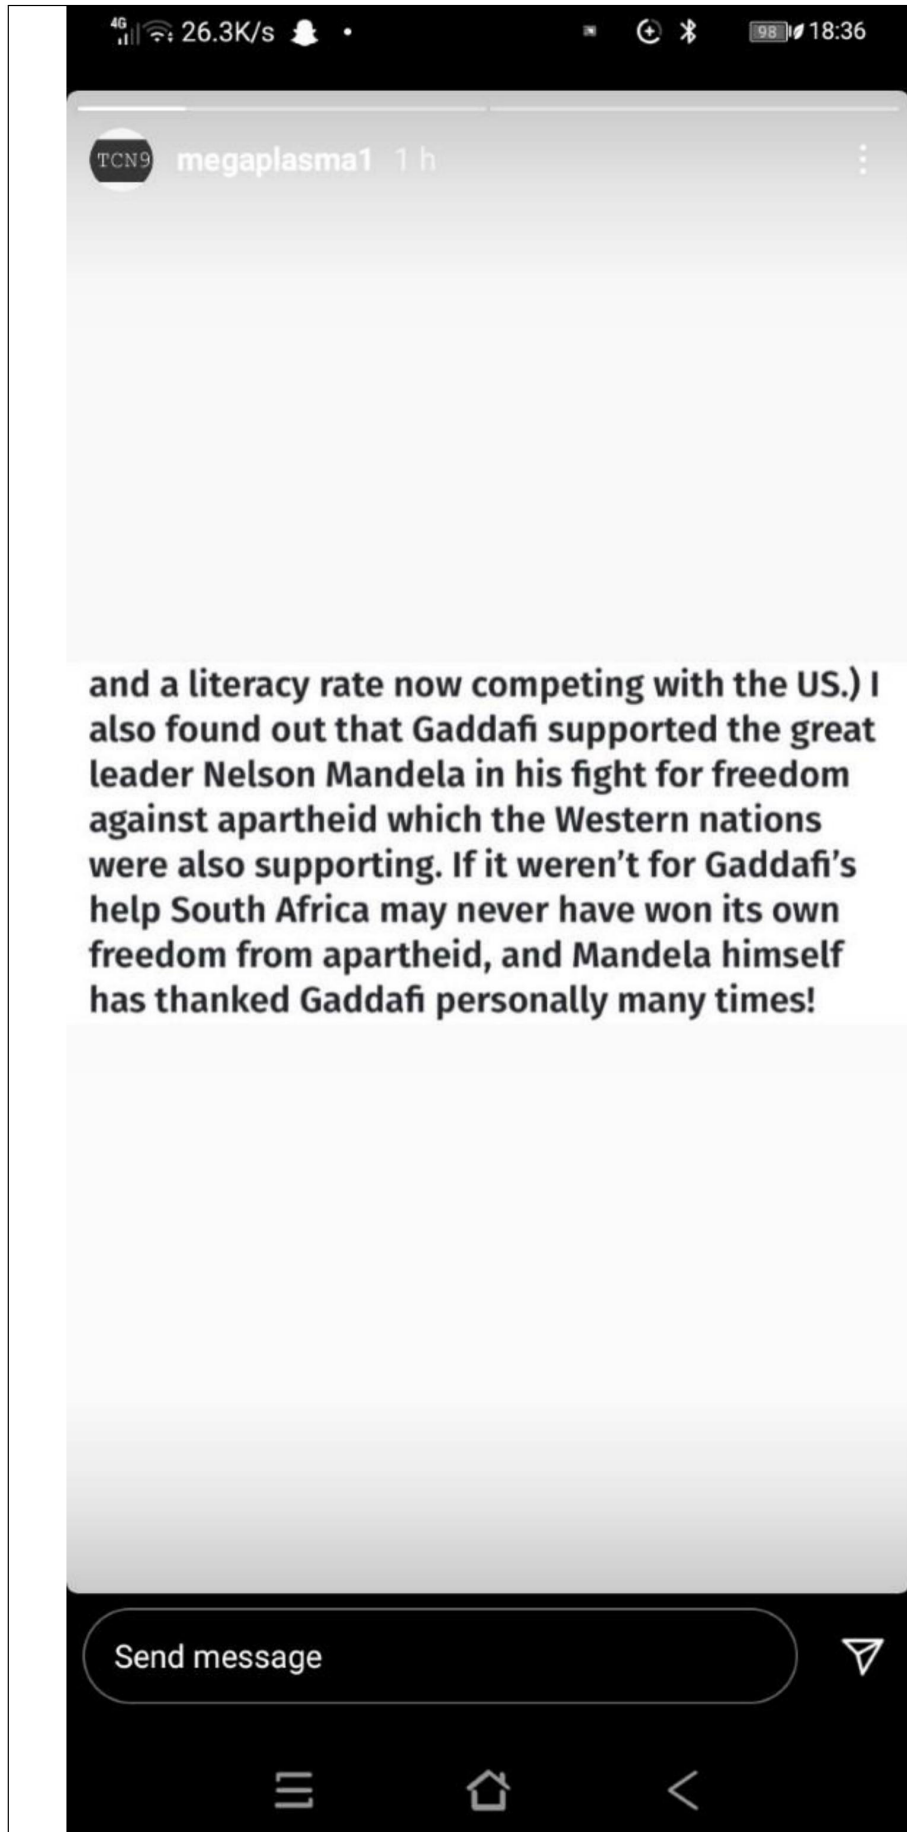 4G 26.3K/s 98 18:36
TCN9 megaplasma1 1 h
and a literacy rate now competing with the US.) I
also found out that Gaddafi supported the great
leader Nelson Mandela in his fight for freedom
against apartheid which the Western nations
were also supporting. If it weren’t for Gaddafi’s
help South Africa may never have won its own
freedom from apartheid, and Mandela himself
has thanked Gaddafi personally many times!
Send message